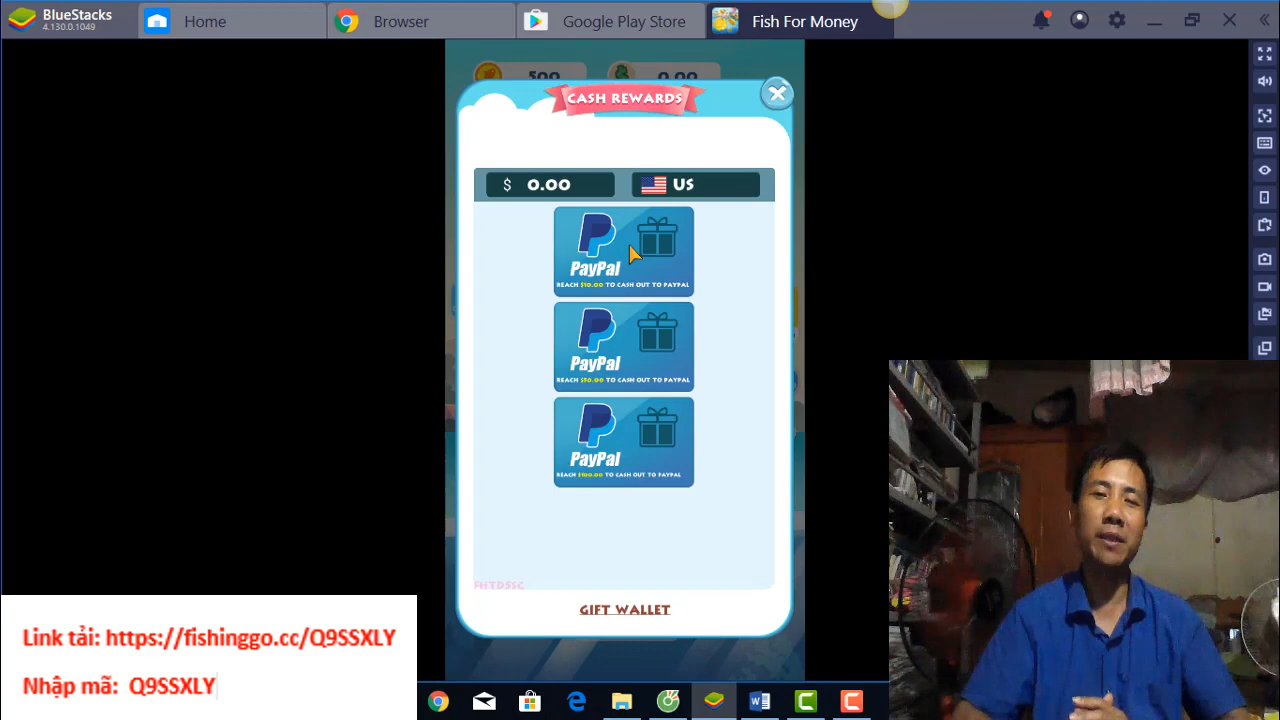 BlueStacks
4.130.0.1049
Home
Browser
Google Play Store
Fish For Money
500
0.00
CASH REWARDS
$ 0.00
US
PayPal
REACH $10.00 TO CASH OUT TO PAYPAL
PayPal
REACH $50.00 TO CASH OUT TO PAYPAL
PayPal
REACH $100.00 TO CASH OUT TO PAYPAL
GIFT WALLET
Link tải: https://fishinggo.cc/Q9SSXLY
Nhập mã: Q9SSXLY